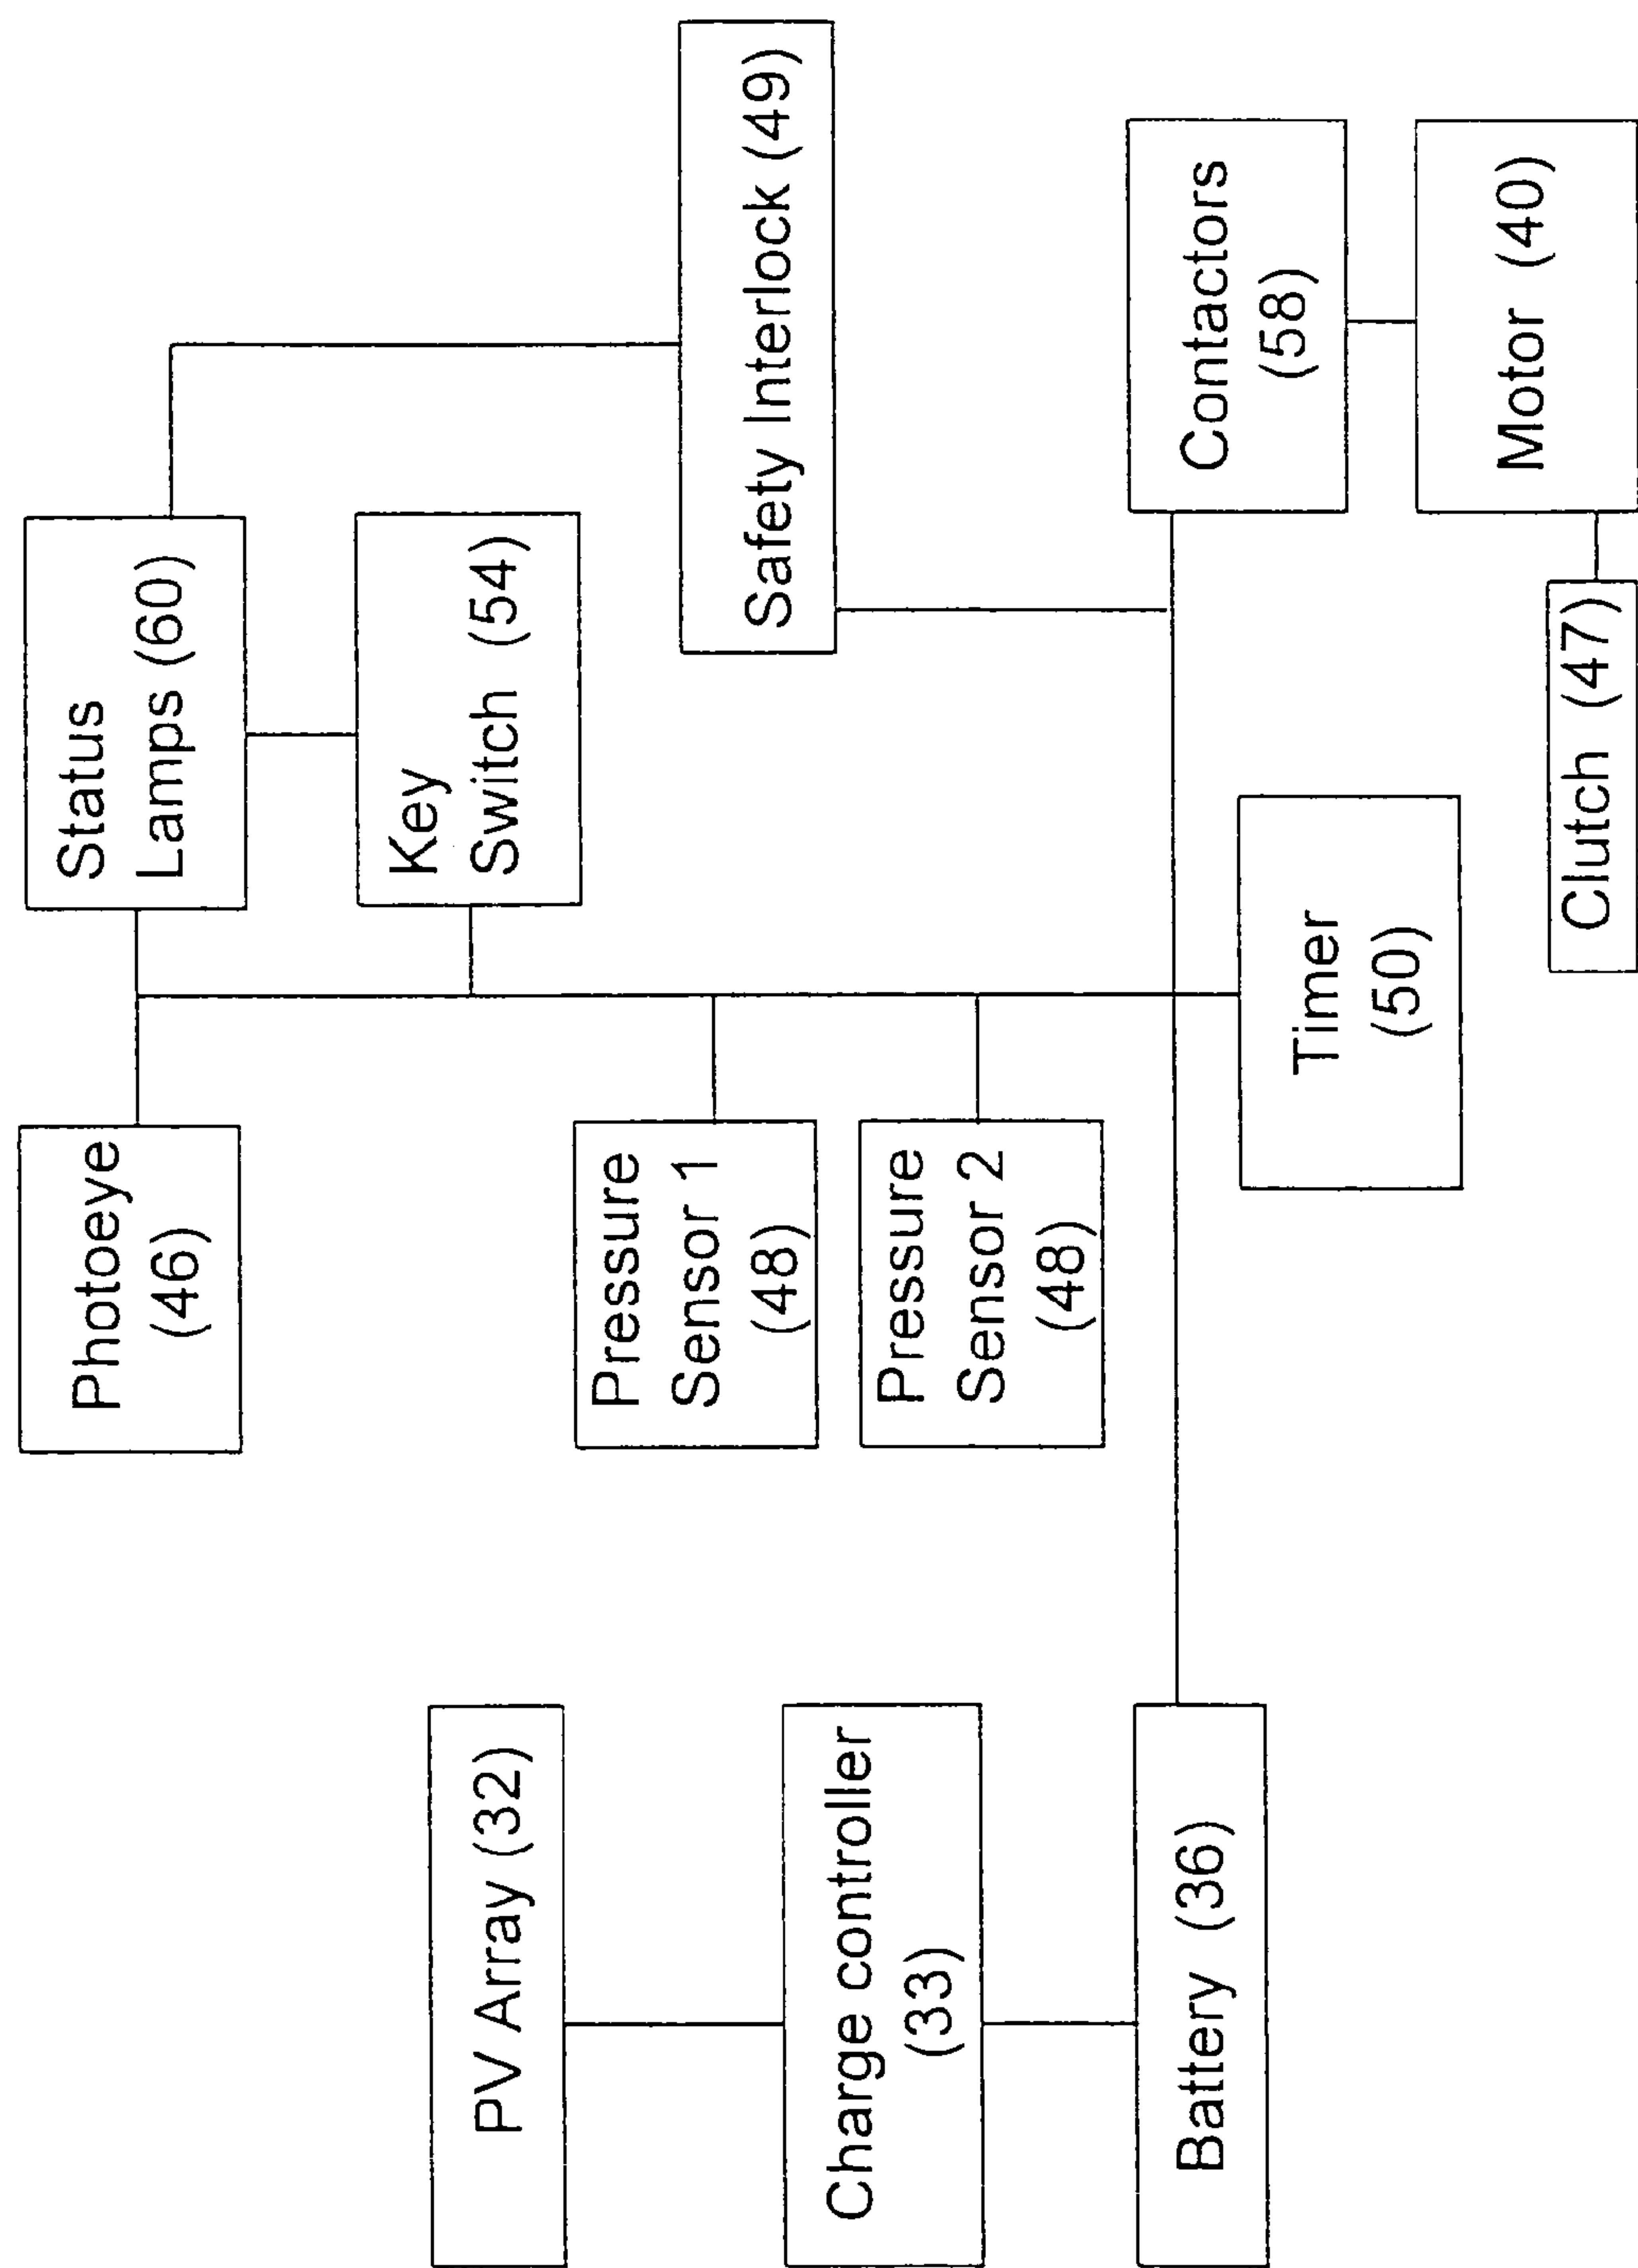 PV Array (32)
Charge controller
(33)
Battery (36)
Photoeye
(46)
Pressure
Sensor 1
(48)
Pressure
Sensor 2
(48)
Timer
(50)
Status
Lamps (60)
Key
Switch (54)
Safety Interlock (49)
Contactors
(58)
Motor (40)
Clutch (47)